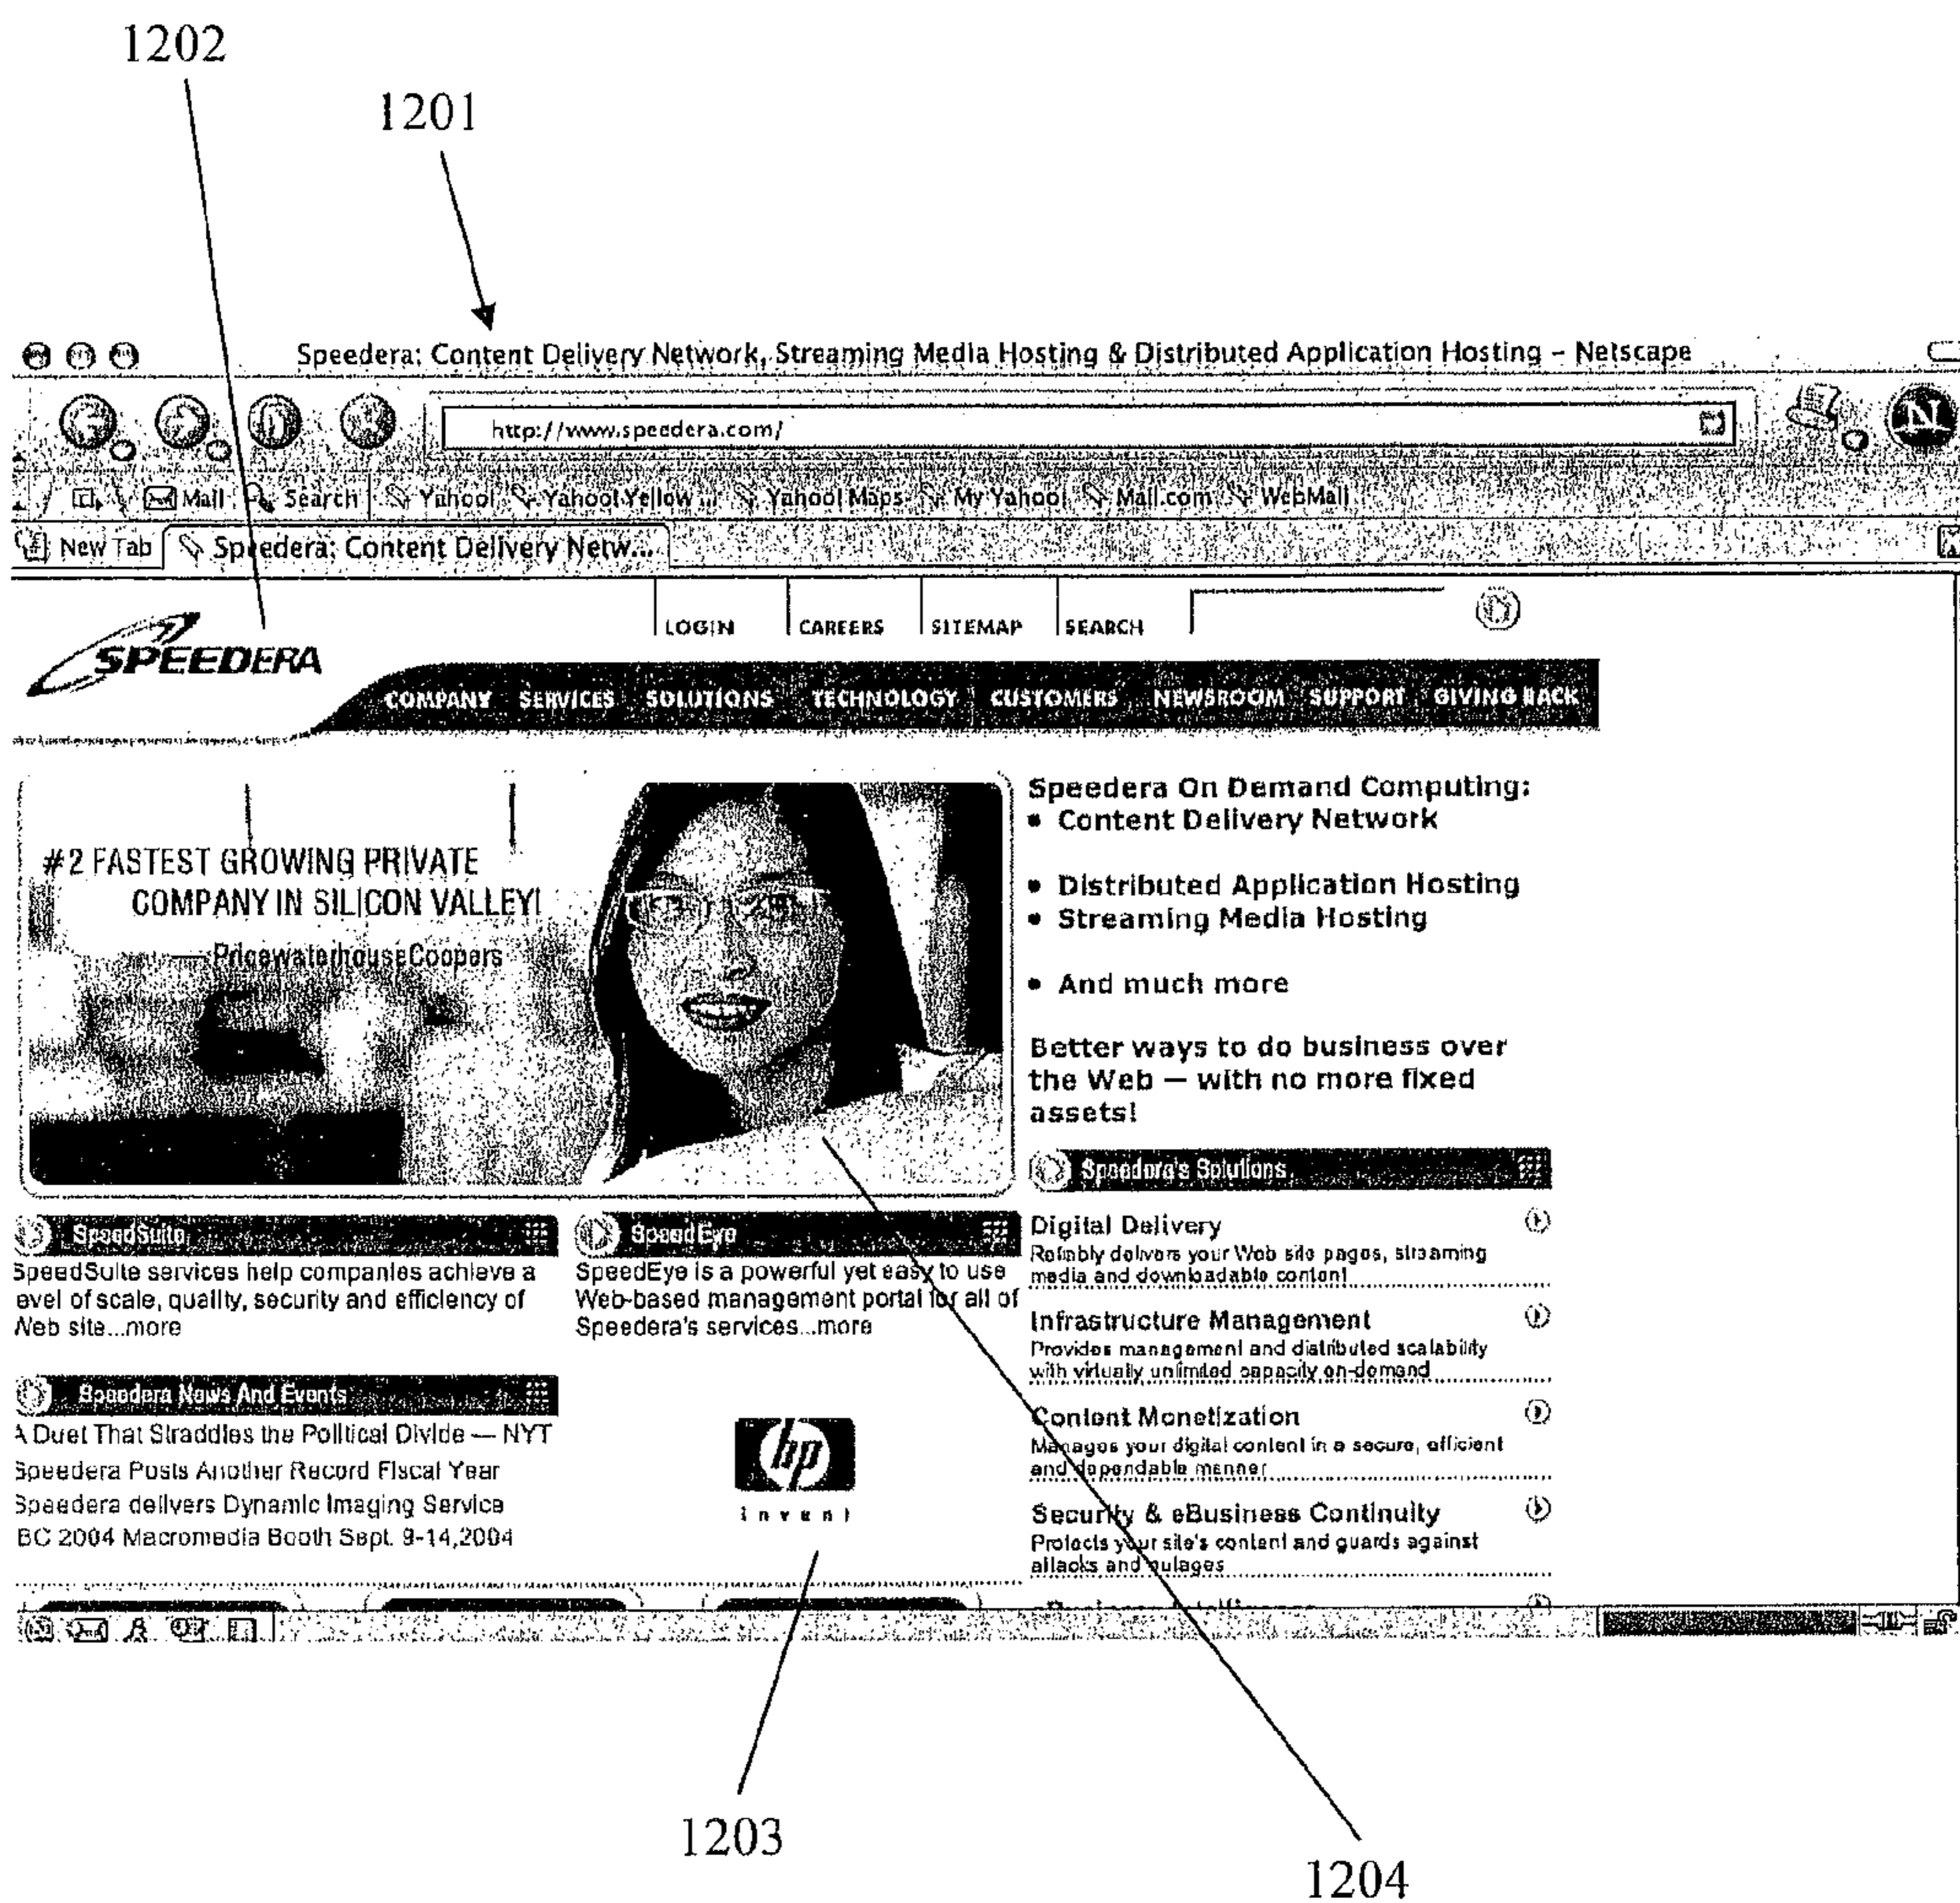 1202
1201
Speedera: Content Delivery Network, Streaming Media Hosting & Distributed Application Hosting – Netscape
http://www.speedera.com/
Mail Search Yahoo! Yahoo! Yellow ... Yahoo! Maps My Yahoo! Mail.com WebMail
New Tab Speedera: Content Delivery Netw...
LOGIN CAREERS SITEMAP SEARCH
SPEEDERA
COMPANY SERVICES SOLUTIONS TECHNOLOGY CUSTOMERS NEWSROOM SUPPORT GIVING BACK
#2 FASTEST GROWING PRIVATE
COMPANY IN SILICON VALLEY!
— PricewaterhouseCoopers
Speedera On Demand Computing:
• Content Delivery Network
• Distributed Application Hosting
• Streaming Media Hosting
• And much more
Better ways to do business over
the Web — with no more fixed
assets!
SpeedSuite
SpeedSuite services help companies achieve a
evel of scale, quality, security and efficiency of
Web site...more
SpeedEye
SpeedEye is a powerful yet easy to use
Web-based management portal for all of
Speedera's services...more
Speedera News And Events
A Duet That Straddles the Political Divide — NYT
Speedera Posts Another Record Fiscal Year
Speedera delivers Dynamic Imaging Service
BC 2004 Macromedia Booth Sept. 9-14,2004
hp
invent
Speedera's Solutions
Digital Delivery
Reliably delivers your Web site pages, streaming
media and downloadable content
Infrastructure Management
Provides management and distributed scalability
with virtually unlimited capacity on-demand
Content Monetization
Manages your digital content in a secure, efficient
and dependable manner
Security & eBusiness Continuity
Protects your site's content and guards against
attacks and outages
1203
1204